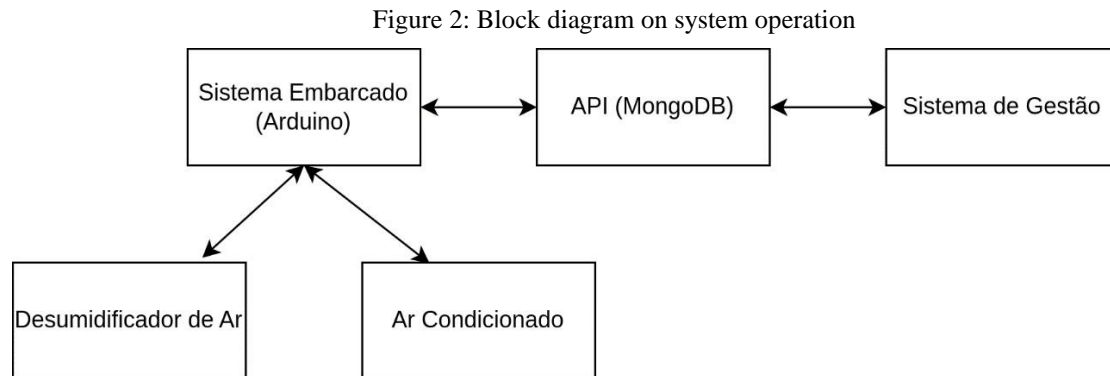 Figure 2: Block diagram on system operation
Sistema Embarcado
(Arduino)
API (MongoDB)
Sistema de Gestão
Desumidificador de Ar
Ar Condicionado